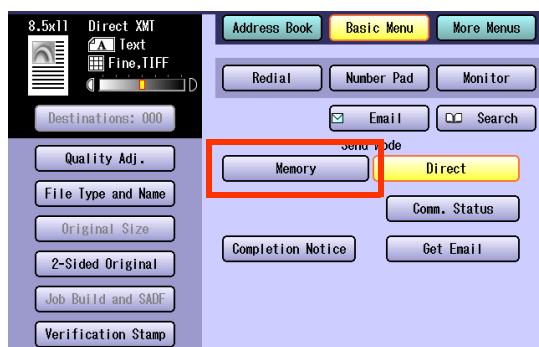 8.5x11 Direct XMT
A Text
Fine,TIFF
D
Destinations: 000
Quality Adj.
File Type and Name
Original Size
2-Sided Original
Job Build and SADF
Verification Stamp
Address Book Basic Menu More Menus
Redial Number Pad Monitor
Email Search
Send Mode
Memory Direct
Comm. Status
Completion Notice Get Email